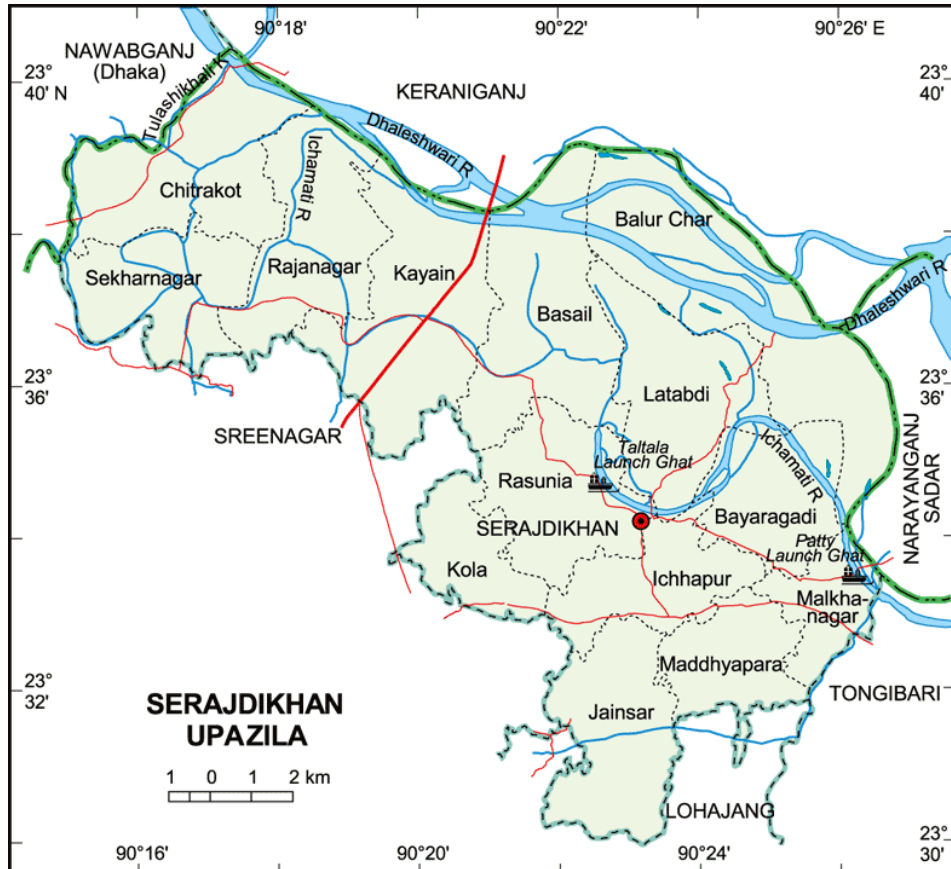 90°18'
90°22'
90°26' E
NAWABGANJ
(Dhaka)
23°
40' N
23°
40'
KERANIGANJ
Tulashikhali K
Dhaleshwari R
Ichamati R
Chitrakot
Balur Char
Sekharnagar
Rajanagar
Kayain
Dhaleshwari R
Basail
23°
36'
23°
36'
Latabdi
SREENAGAR
Taltala
Launch Ghat
Ichamati R
NARAYANGANJ
SADAR
Rasunia
SERAJDIKHAN
Bayaragadi
Patty
Launch Ghat
Kola
Ichhapur
Malkha-
nagar
Maddhyapara
23°
32'
SERAJDIKHAN
UPAZILA
TONGIBARI
Jainsar
1 0 1 2 km
LOHAJANG
23°
30'
90°16'
90°20'
90°24'